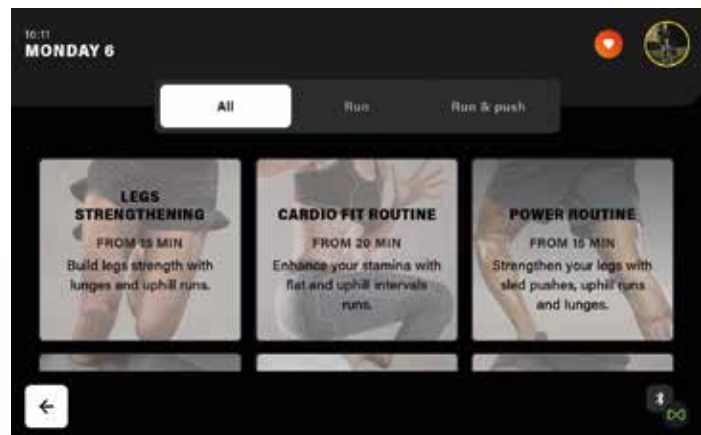 16:11
MONDAY 6
All
Run
Run & push
LEGS
STRENGTHENING
FROM 15 MIN
Build legs strength with
lunges and uphill runs.
CARDIO FIT ROUTINE
FROM 20 MIN
Enhance your stamina with
flat and uphill intervals
runs.
POWER ROUTINE
FROM 15 MIN
Strengthen your legs with
sled pushes, uphill runs
and lunges.